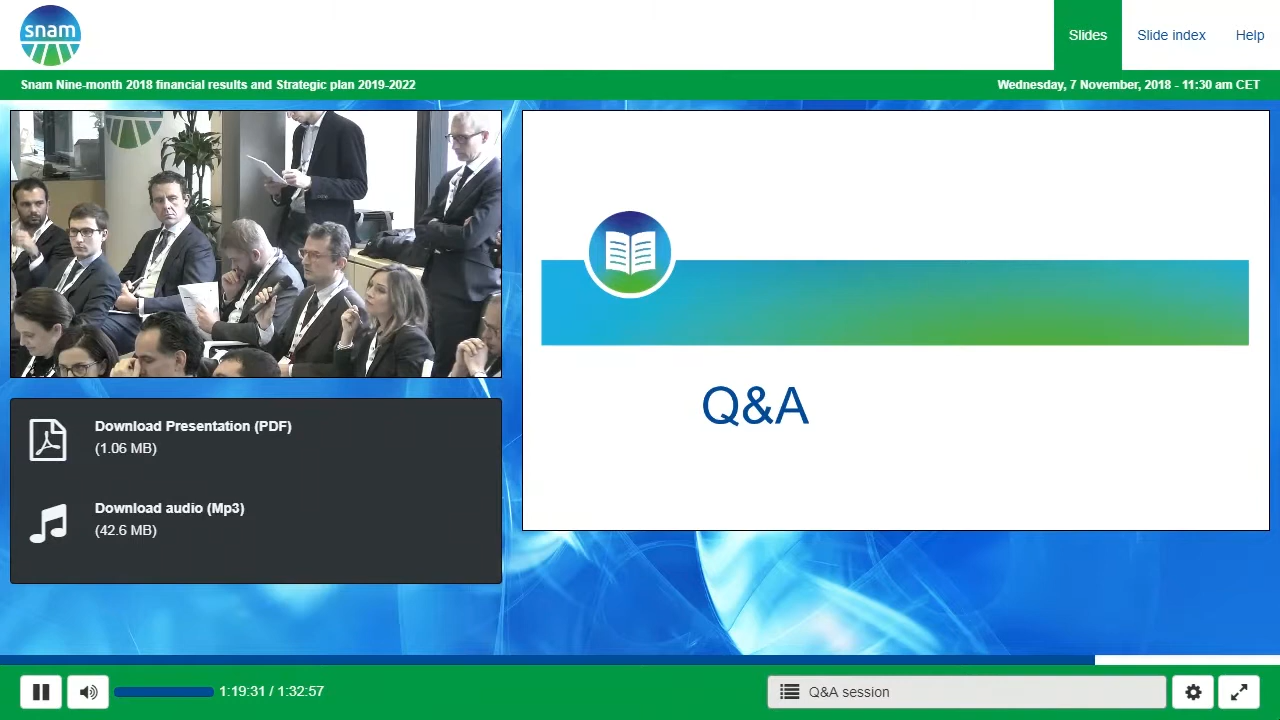 snam
Slides
Slide index
Help
Snam Nine-month 2018 financial results and Strategic plan 2019-2022
Wednesday, 7 November, 2018 - 11:30 am CET
Q&A
Download Presentation (PDF)
(1.06 MB)
Download audio (Mp3)
(42.6 MB)
1:19:31 / 1:32:57
Q&A session